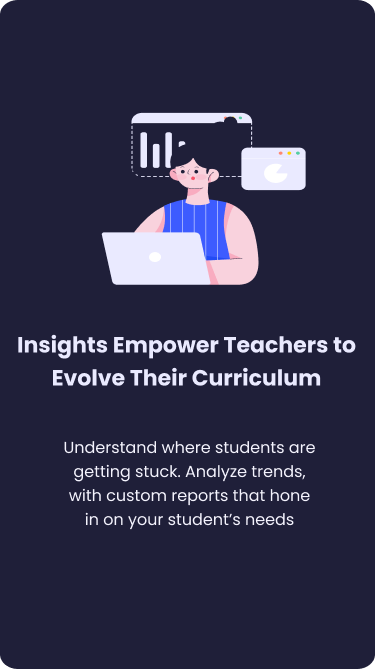 Insights Empower Teachers to
Evolve Their Curriculum
Understand where students are
getting stuck. Analyze trends,
with custom reports that hone
in on your student’s needs